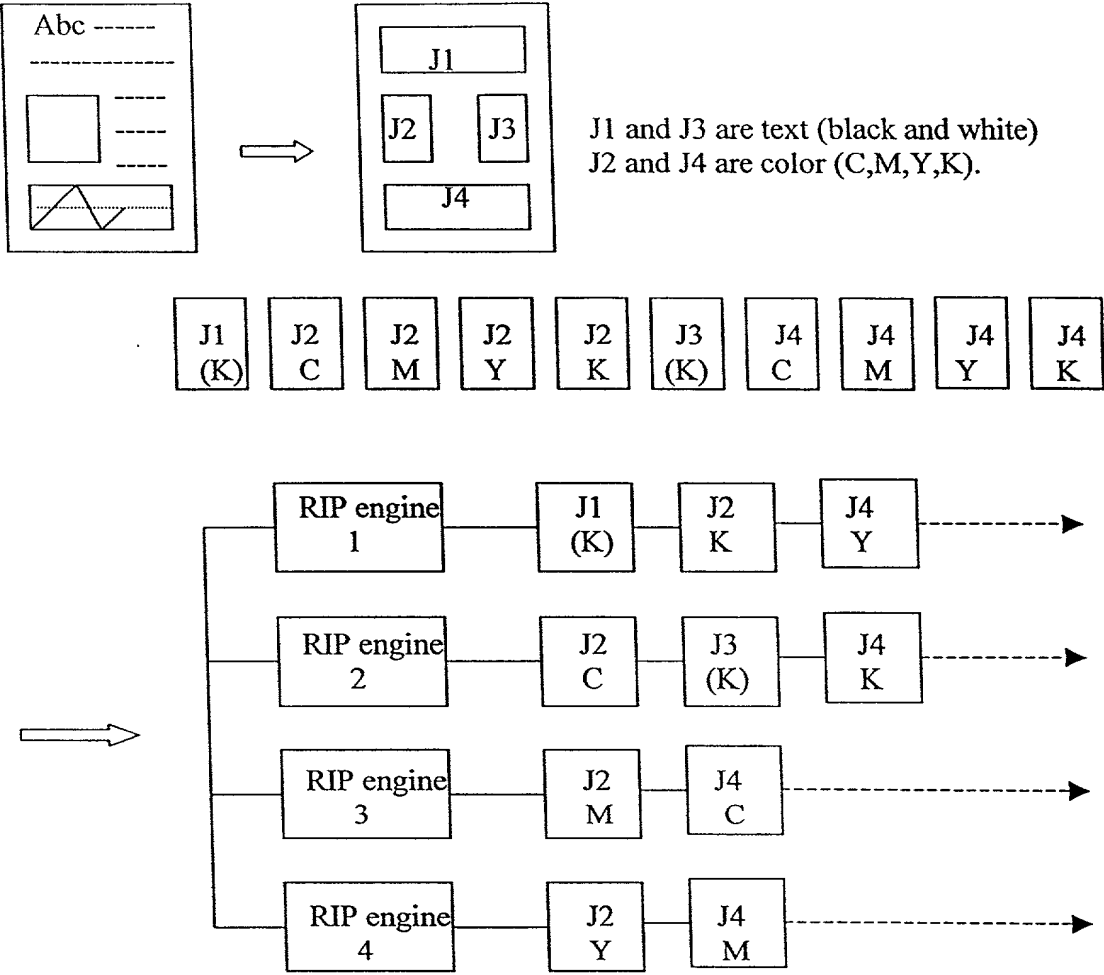 Abc
J1
J2
J3
J4
J1 and J3 are text (black and white)
J2 and J4 are color (C,M,Y,K).
J1 J2 J2 J2 J2 J3 J4 J4 J4 J4
(K) C M Y K (K) C M Y K
RIP engine J1 J2 J4
1 (K) K Y
RIP engine J2 J3 J4
2 C (K) K
RIP engine J2 J4
3 M C
RIP engine J2 J4
4 Y M